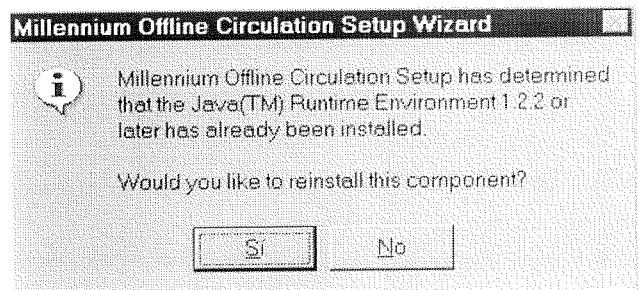 Millennium Offline Circulation Setup Wizard
Millennium Offline Circulation Setup has determined
that the Java(TM) Runtime Environment 1.2.2 or
later has already been installed.
Would you like to reinstall this component?
Sí No